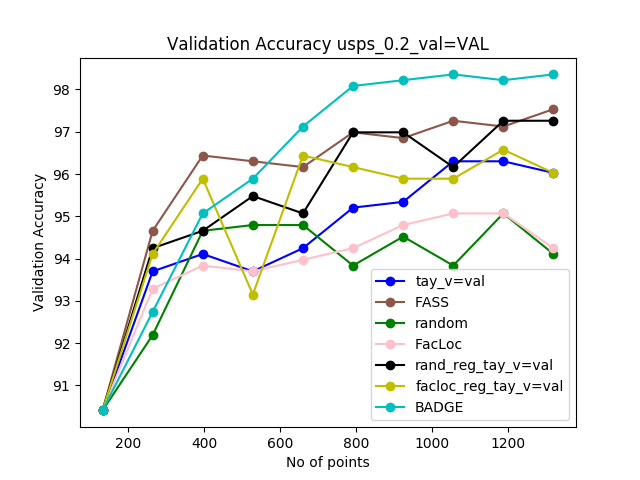 Validation Accuracy usps_0.2_val=VAL
Validation Accuracy
98
97
96
95
94
93
92
91
200
400
600
800
1000
1200
No of points
tay_v=val
FASS
random
FacLoc
rand_reg_tay_v=val
facloc_reg_tay_v=val
BADGE